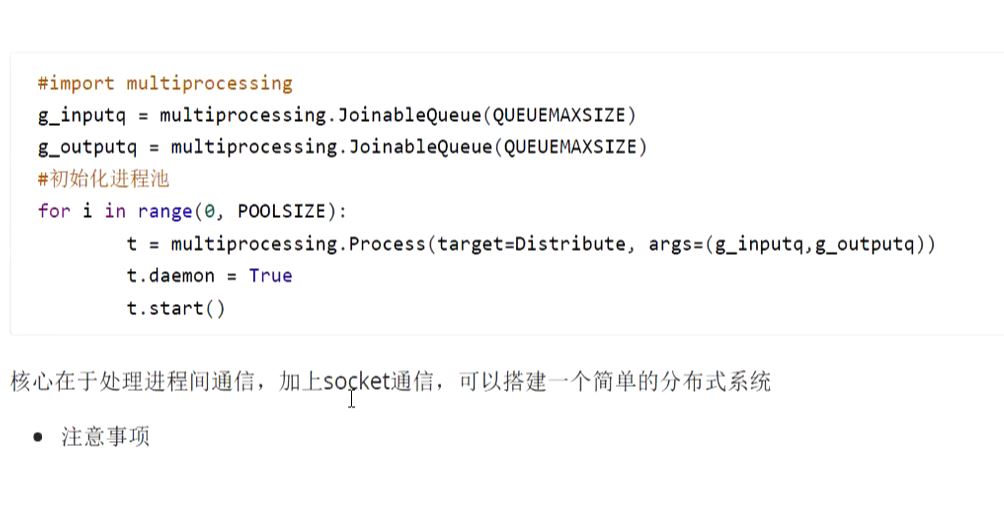 #import multiprocessing
g_inputq = multiprocessing.JoinableQueue(QUEUEMAXSIZE)
g_outputq = multiprocessing.JoinableQueue(QUEUEMAXSIZE)
#初始化进程池
for i in range(0, POOLSIZE):
        t = multiprocessing.Process(target=Distribute, args=(g_inputq,g_outputq))
        t.daemon = True
        t.start()
核心在于处理进程间通信，加上socket通信，可以搭建一个简单的分布式系统
• 注意事项